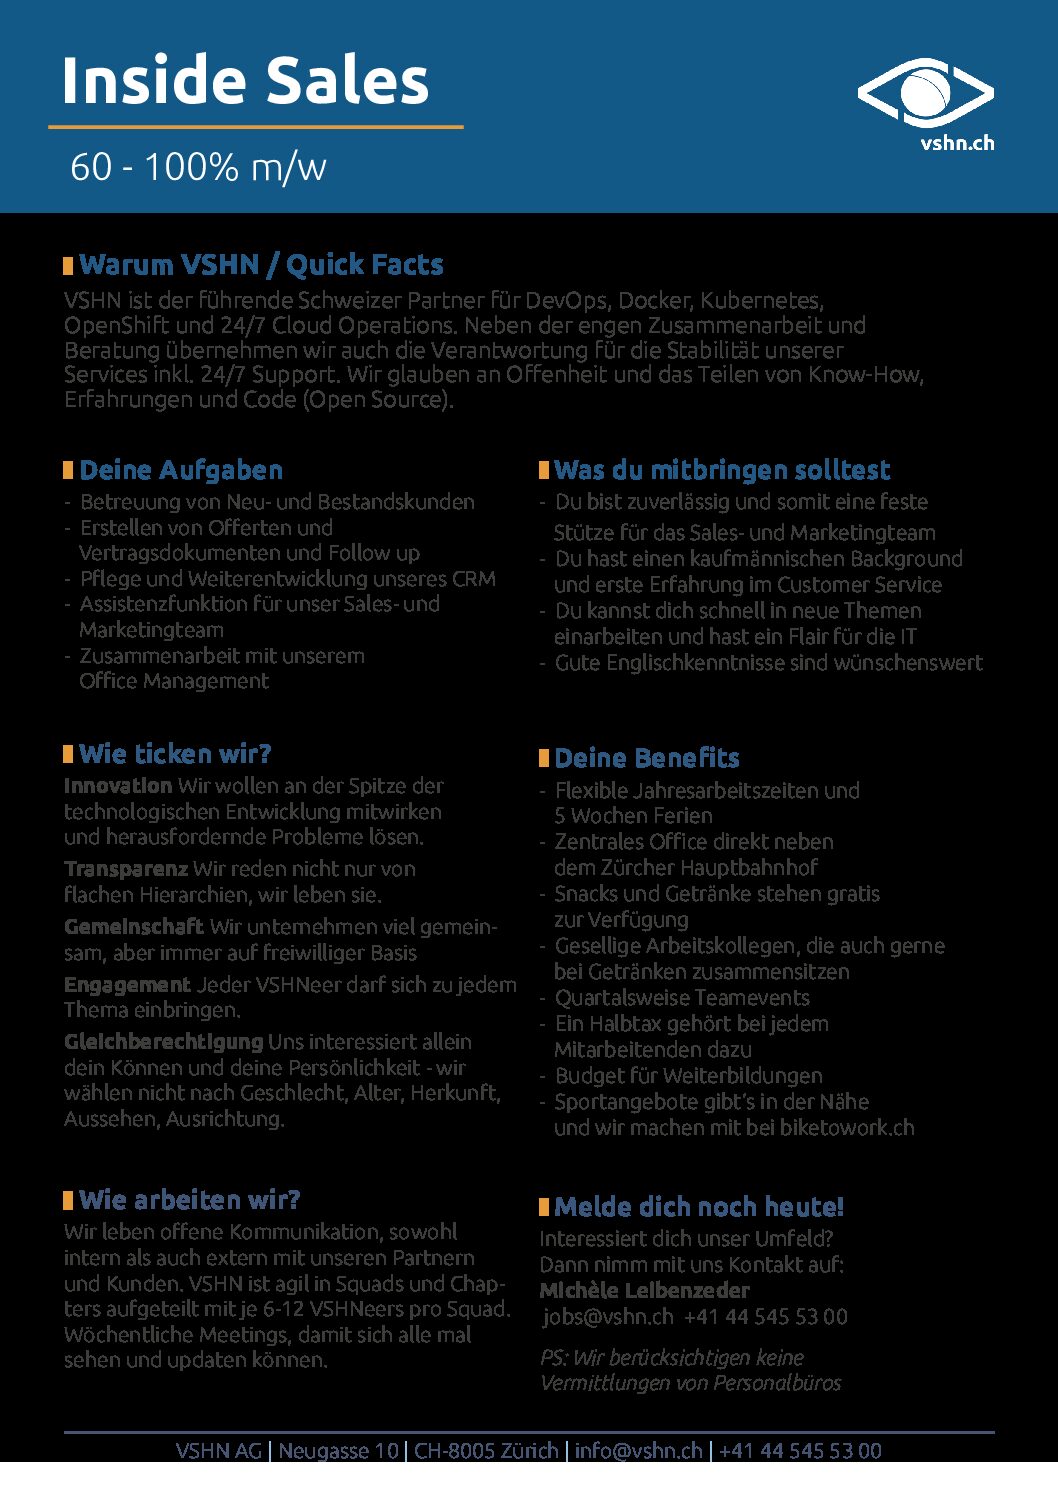 Inside Sales
vshn.ch
60 - 100% m/w
Warum VSHN / Quick Facts
VSHN ist der führende Schweizer Partner für DevOps, Docker, Kubernetes,
OpenShift und 24/7 Cloud Operations. Neben der engen Zusammenarbeit und
Beratung übernehmen wir auch die Verantwortung für die Stabilität unserer
Services inkl. 24/7 Support. Wir glauben an Offenheit und das Teilen von Know-How,
Erfahrungen und Code (Open Source).
Deine Aufgaben
- Betreuung von Neu- und Bestandskunden
- Erstellen von Offerten und
Vertragsdokumenten und Follow up
- Pflege und Weiterentwicklung unseres CRM
- Assistenzfunktion für unser Sales- und
Marketingteam
- Zusammenarbeit mit unserem
Office Management
Was du mitbringen solltest
- Du bist zuverlässig und somit eine feste
Stütze für das Sales- und Marketingteam
- Du hast einen kaufmännischen Background
und erste Erfahrung im Customer Service
- Du kannst dich schnell in neue Themen
einarbeiten und hast ein Flair für die IT
- Gute Englischkenntnisse sind wünschenswert
Wie ticken wir?
Innovation Wir wollen an der Spitze der
technologischen Entwicklung mitwirken
und herausfordernde Probleme lösen.
Transparenz Wir reden nicht nur von
flachen Hierarchien, wir leben sie.
Gemeinschaft Wir unternehmen viel gemein-
sam, aber immer auf freiwilliger Basis
Engagement Jeder VSHNeer darf sich zu jedem
Thema einbringen.
Gleichberechtigung Uns interessiert allein
dein Können und deine Persönlichkeit - wir
wählen nicht nach Geschlecht, Alter, Herkunft,
Aussehen, Ausrichtung.
Deine Benefits
- Flexible Jahresarbeitszeiten und
5 Wochen Ferien
- Zentrales Office direkt neben
dem Zürcher Hauptbahnhof
- Snacks und Getränke stehen gratis
zur Verfügung
- Gesellige Arbeitskollegen, die auch gerne
bei Getränken zusammensitzen
- Quartalsweise Teamevents
- Ein Halbtax gehört bei jedem
Mitarbeitenden dazu
- Budget für Weiterbildungen
- Sportangebote gibt's in der Nähe
und wir machen mit bei biketowork.ch
Wie arbeiten wir?
Wir leben offene Kommunikation, sowohl
intern als auch extern mit unseren Partnern
und Kunden. VSHN ist agil in Squads und Chap-
ters aufgeteilt mit je 6-12 VSHNeers pro Squad.
Wöchentliche Meetings, damit sich alle mal
sehen und updaten können.
Melde dich noch heute!
Interessiert dich unser Umfeld?
Dann nimm mit uns Kontakt auf:
Michèle Leibenzeder
jobs@vshn.ch +41 44 545 53 00
PS: Wir berücksichtigen keine
Vermittlungen von Personalbüros
VSHN AG | Neugasse 10 | CH-8005 Zürich | info@vshn.ch | +41 44 545 53 00